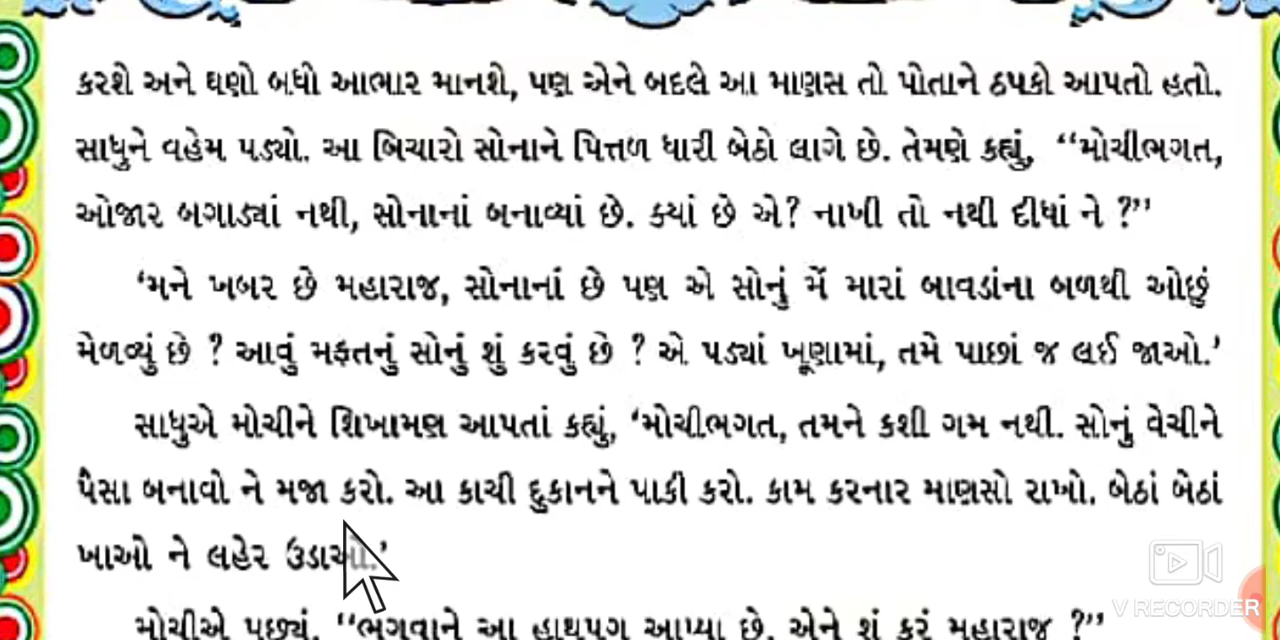 કરશે અને ઘણો બધો આભાર માનશે, પણ એને બદલે આ માણસ તો પોતાને ઠપકો આપતો હતો.
સાધુને વહેમ પડ્યો. આ બિચારો સોનાને પિત્તળ ધારી બેઠો લાગે છે. તેમણે કહ્યું, “મોચીભગત,
ઓજાર બગાડ્યાં નથી, સોનાનાં બનાવ્યાં છે. ક્યાં છે એ? નાખી તો નથી દીધાં ને ?”
‘મને ખબર છે મહારાજ, સોનાનાં છે પણ એ સોનું મેં મારાં બાવડાંના બળથી ઓછું
મેળવ્યું છે ? આવું મફતનું સોનું શું કરવું છે ? એ પડ્યાં ખૂણામાં, તમે પાછાં જ લઈ જાઓ.’
સાધુએ મોચીને શિખામણ આપતાં કહ્યું, ‘મોચીભગત, તમને કશી ગમ નથી. સોનું વેચીને
પૈસા બનાવો ને મજા કરો. આ કાચી દુકાનને પાકી કરો. કામ કરનાર માણસો રાખો. બેઠાં બેઠાં
ખાઓ ને લહેર ઉડાઓ.’
મોચીએ પૂછ્યું, “ભગવાને આ હાથપગ આપ્યા છે. એને શું કરું મહારાજ ?”
V RECORDER